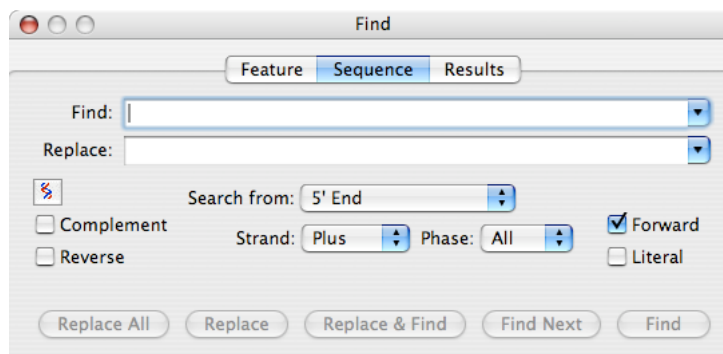 Find
Feature Sequence Results
Find:
Replace:
Search from: 5' End
Complement
Strand: Plus Phase: All
Forward
Reverse
Literal
Replace All Replace Replace & Find Find Next Find